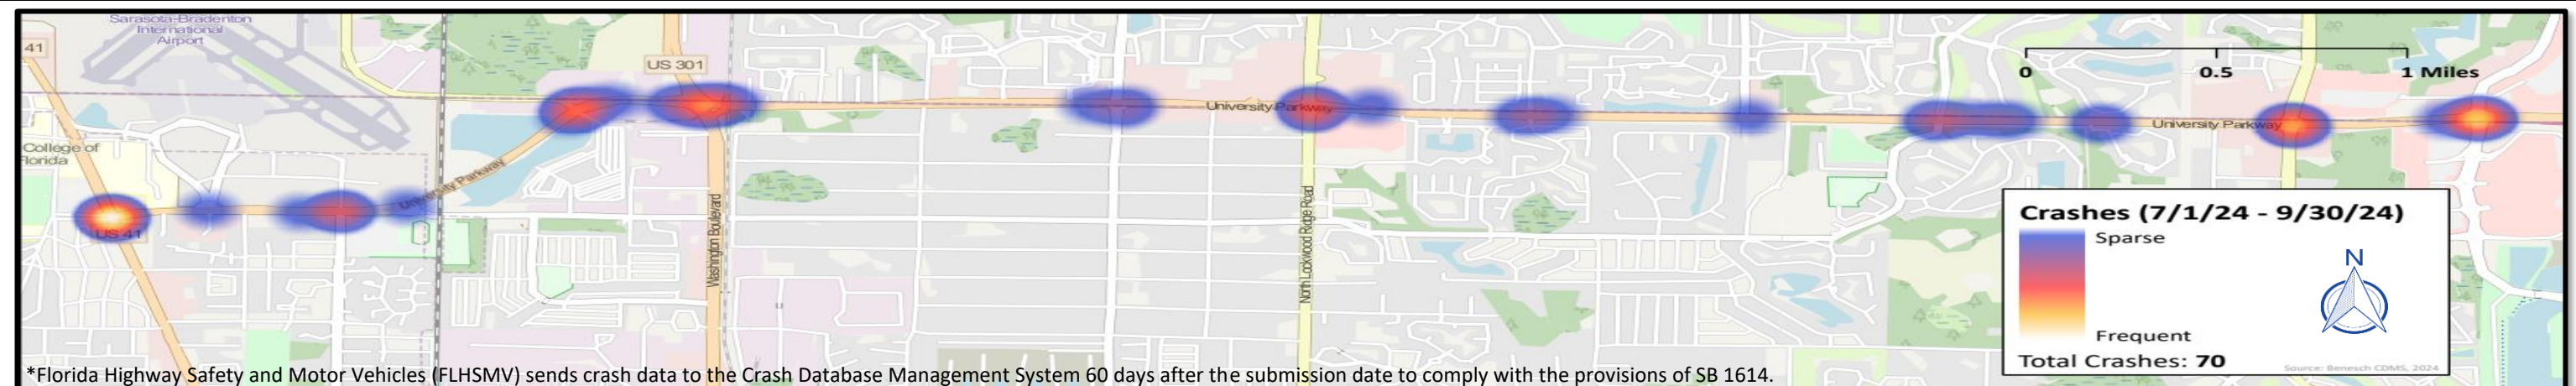 Sarasota-Bradenton
International
Airport
41
US 301
0
0.5
1 Miles
University Parkway
University Parkway
College of
Florida
University Parkway
US 41
Washington Boulevard
North Lockwood Ridge Road
Crashes (7/1/24 - 9/30/24)
Sparse
N
Frequent
Total Crashes: 70
Source: Benesch CDMS, 2024
*Florida Highway Safety and Motor Vehicles (FLHSMV) sends crash data to the Crash Database Management System 60 days after the submission date to comply with the provisions of SB 1614.